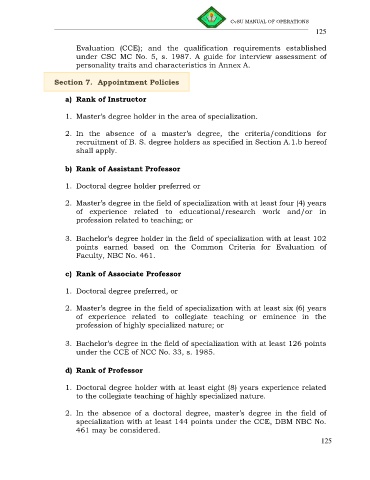 CvSU MANUAL OF OPERATIONS
125
Evaluation (CCE); and the qualification requirements established
under CSC MC No. 5, s. 1987. A guide for interview assessment of
personality traits and characteristics in Annex A.
Section 7. Appointment Policies
a) Rank of Instructor
1. Master's degree holder in the area of specialization.
2. In the absence of a master's degree, the criteria/conditions for
recruitment of B. S. degree holders as specified in Section A.1.b hereof
shall apply.
b) Rank of Assistant Professor
1. Doctoral degree holder preferred or
2. Master's degree in the field of specialization with at least four (4) years
of experience related to educational/research work and/or in
profession related to teaching; or
3. Bachelor's degree holder in the field of specialization with at least 102
points earned based on the Common Criteria for Evaluation of
Faculty, NBC No. 461.
c) Rank of Associate Professor
1. Doctoral degree preferred, or
2. Master's degree in the field of specialization with at least six (6) years
of experience related to collegiate teaching or eminence in the
profession of highly specialized nature; or
3. Bachelor's degree in the field of specialization with at least 126 points
under the CCE of NCC No. 33, s. 1985.
d) Rank of Professor
1. Doctoral degree holder with at least eight (8) years experience related
to the collegiate teaching of highly specialized nature.
2. In the absence of a doctoral degree, master's degree in the field of
specialization with at least 144 points under the CCE, DBM NBC No.
461 may be considered.
125